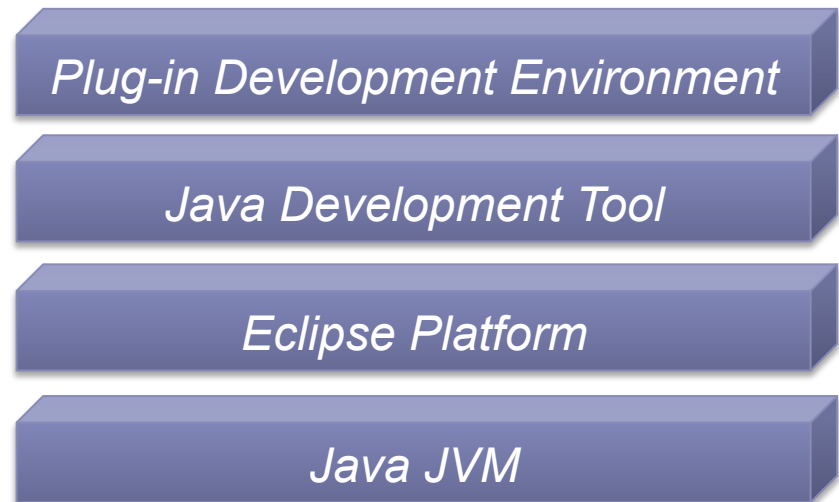 Plug-in Development Environment
Java Development Tool
Eclipse Platform
Java JVM